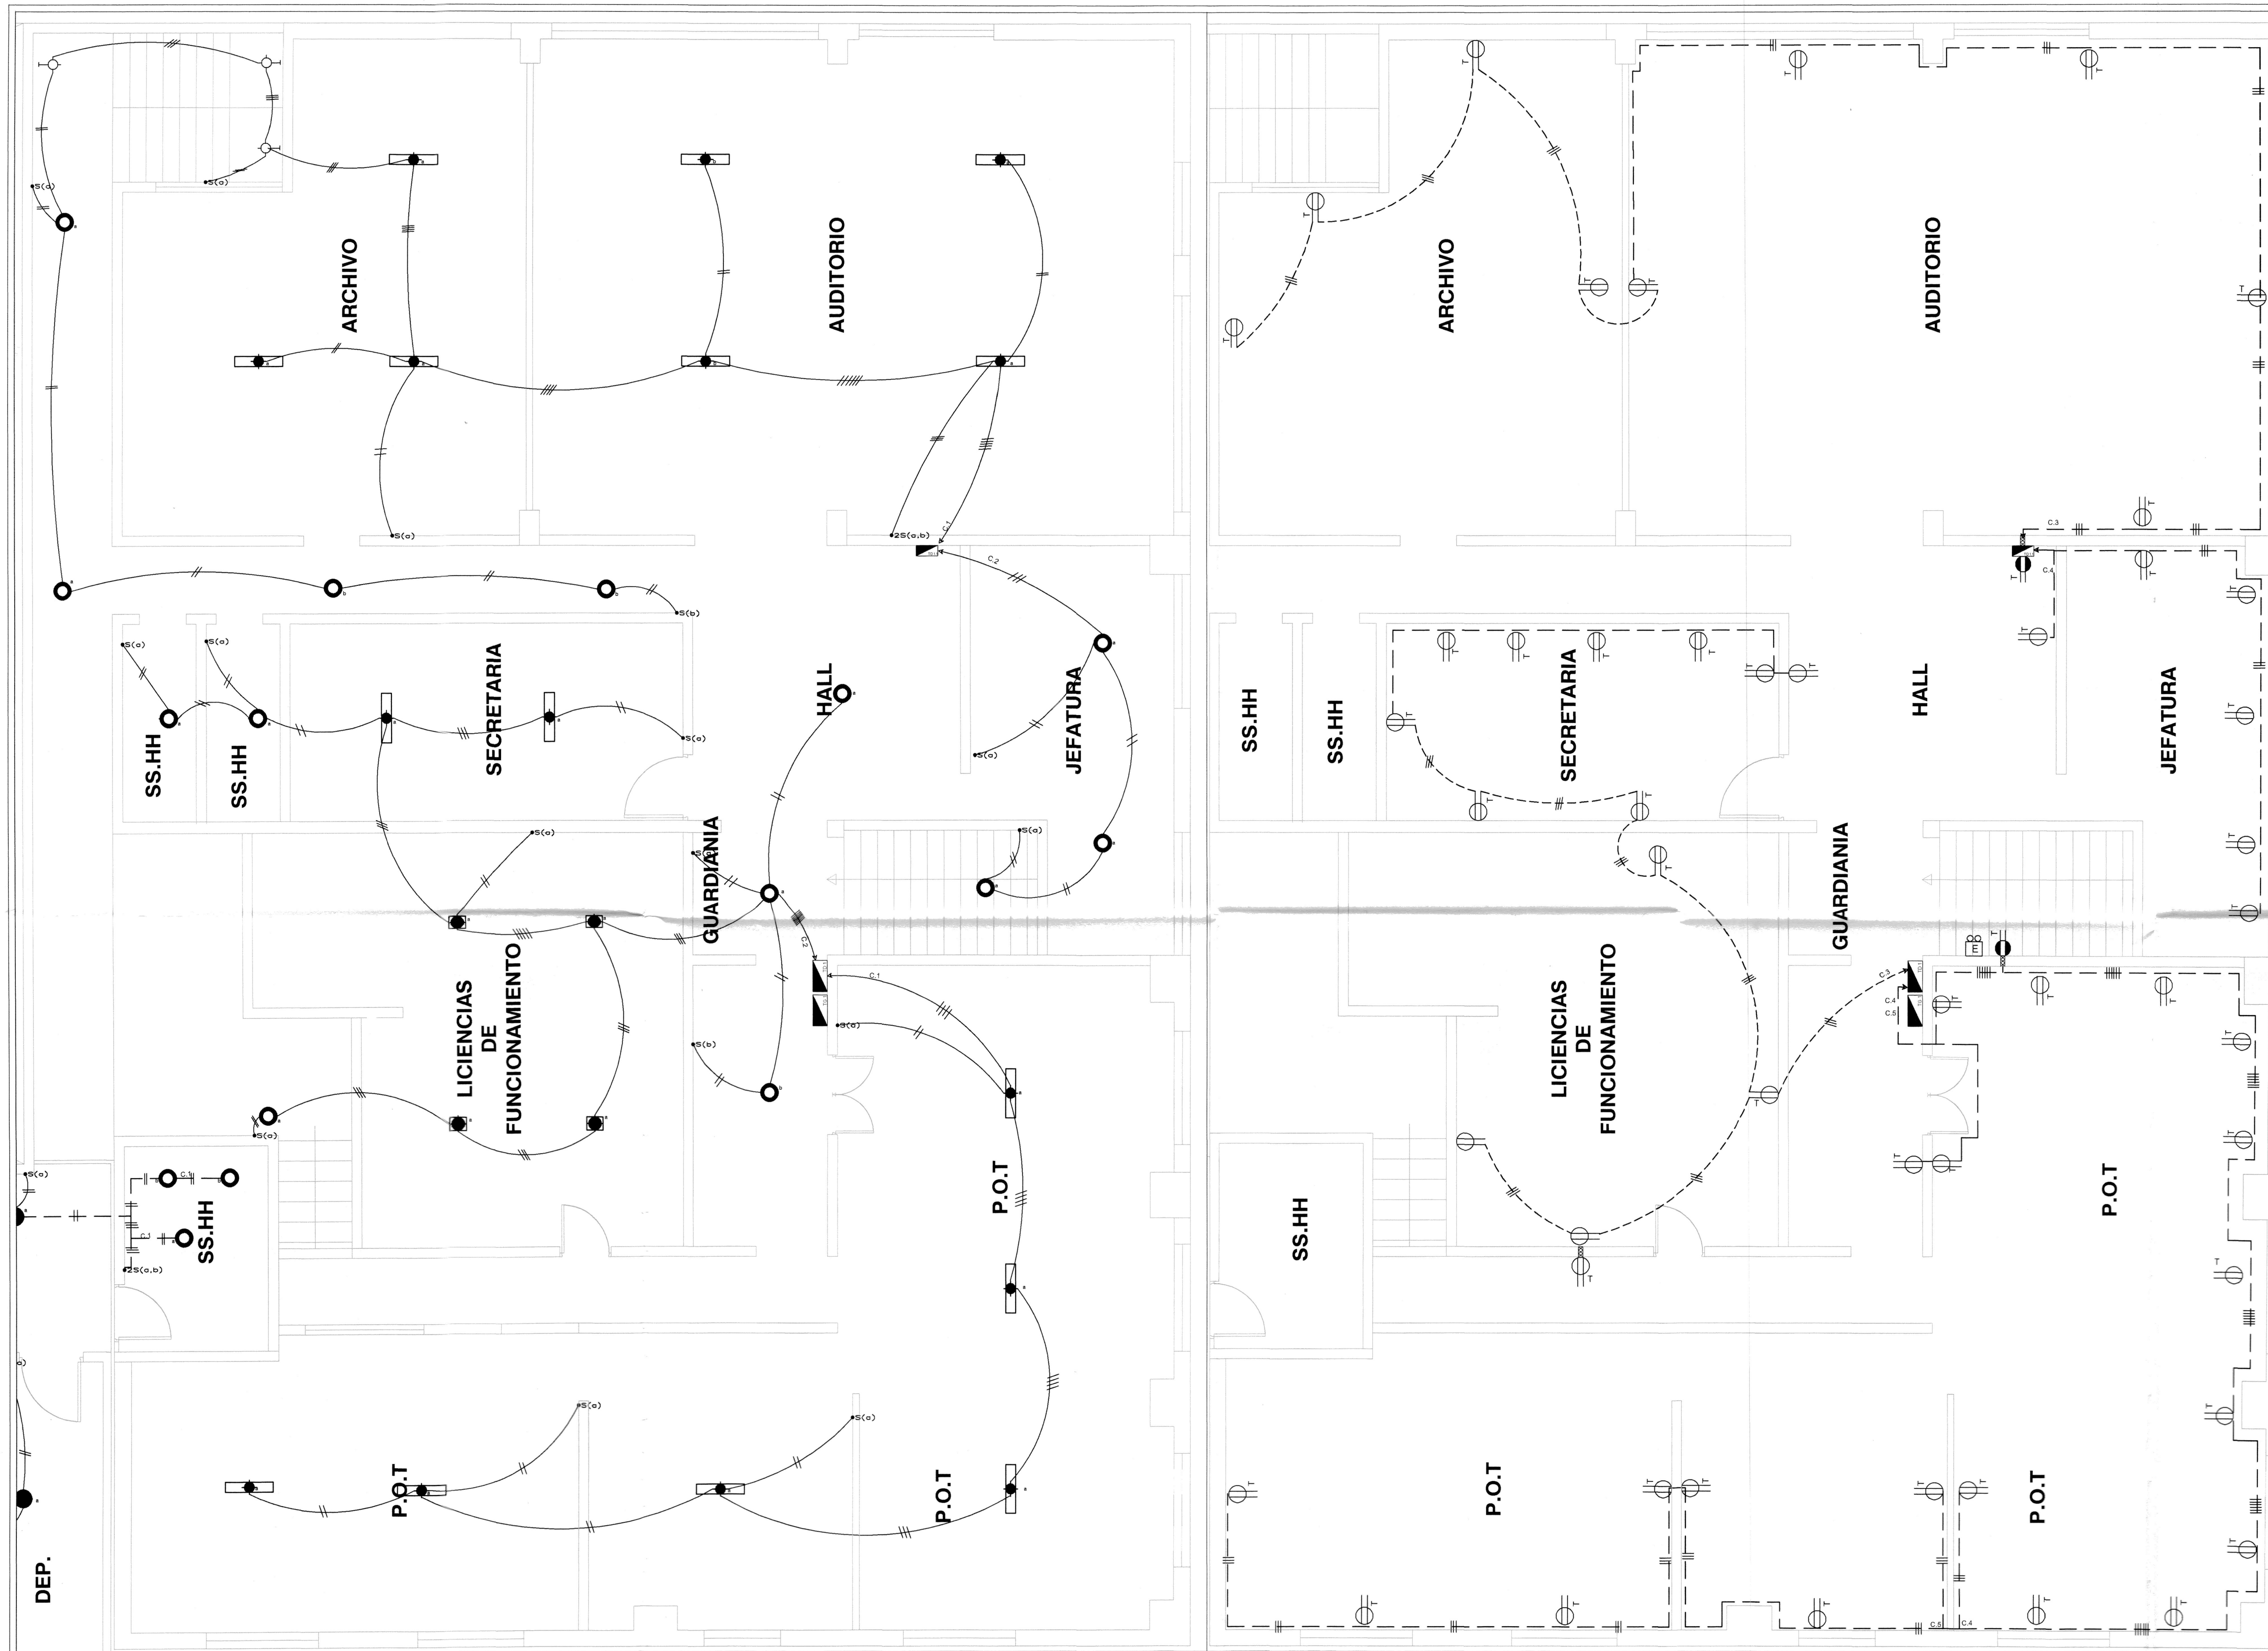 S(a)
S(a)
ARCHIVO
AUDITORIO
S(a)
2S(a,b)
C.1
C.2
S(b)
S(a)
S(a)
SS.HH
SS.HH
SECRETARIA
S(a)
HALL
JEFATURA
S(a)
S(a)
S(a)
GUARDIANIA
S(a)
C.2
C.1
LICIENCIAS
DE
FUNCIONAMIENTO
S(a)
S(b)
S(a)
S(a)
C.1
C.1
SS.HH
2S(a,b)
P.O.T
a)
S(a)
S(a)
P.O.T
P.O.T
DEP.
ARCHIVO
AUDITORIO
C.3
C.4
SS.HH
SS.HH
SECRETARIA
HALL
JEFATURA
GUARDIANIA
E
C.3
C.4
C.5
LICIENCIAS
DE
FUNCIONAMIENTO
SS.HH
P.O.T
P.O.T
P.O.T
C.5
C.4